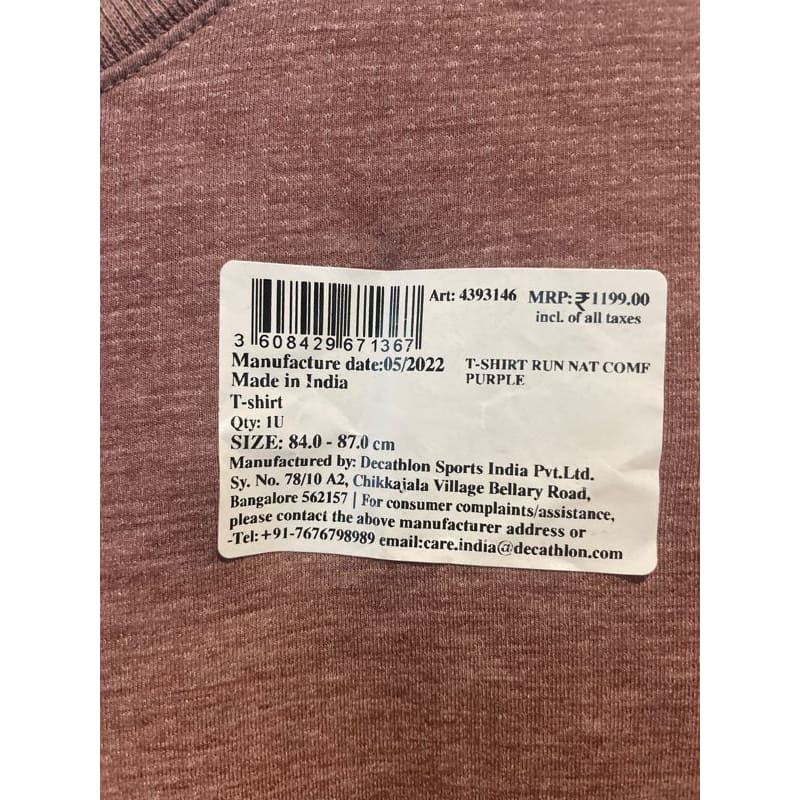 Art: 4393146 MRP:₹1199.00
incl. of all taxes
3 608429 671367
Manufacture date:05/2022 T-SHIRT RUN NAT COMF
Made in India PURPLE
T-shirt
Qty: 1U
SIZE: 84.0 - 87.0 cm
Manufactured by: Decathlon Sports India Pvt.Ltd.
Sy. No. 78/10 A2, Chikkajala Village Bellary Road,
Bangalore 562157 | For consumer complaints/assistance,
please contact the above manufacturer address or
-Tel:+91-7676798989 email:care.india@decathlon.com